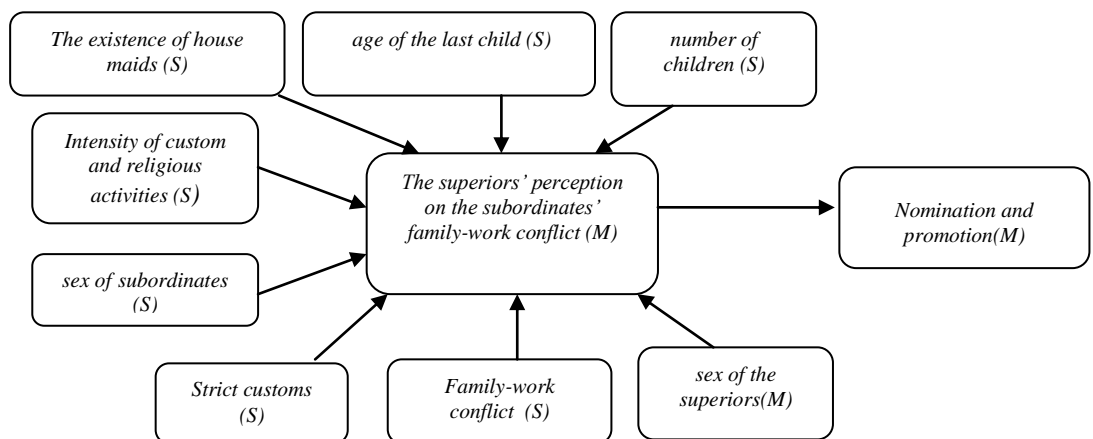 The existence of house
maids (S)
age of the last child (S)
number of
children (S)
Intensity of custom
and religious
activities (S)
The superiors’ perception
on the subordinates’
family-work conflict (M)
Nomination and
promotion(M)
sex of subordinates
(S)
Strict customs
(S)
Family-work
conflict (S)
sex of the
superiors(M)